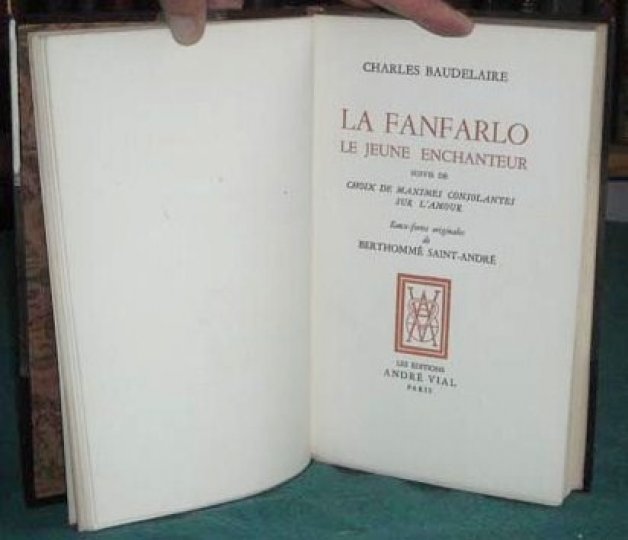 CHARLES BAUDELAIRE
LA FANFARLO
LE JEUNE ENCHANTEUR
SUIVIS DE
CHOIX DE MAXIMES CONSOLANTES
SUR L'AMOUR
Eaux-fortes originales
de
BERTHOMMÉ SAINT-ANDRÉ
LES EDITIONS
ANDRÉ VIAL
PARIS